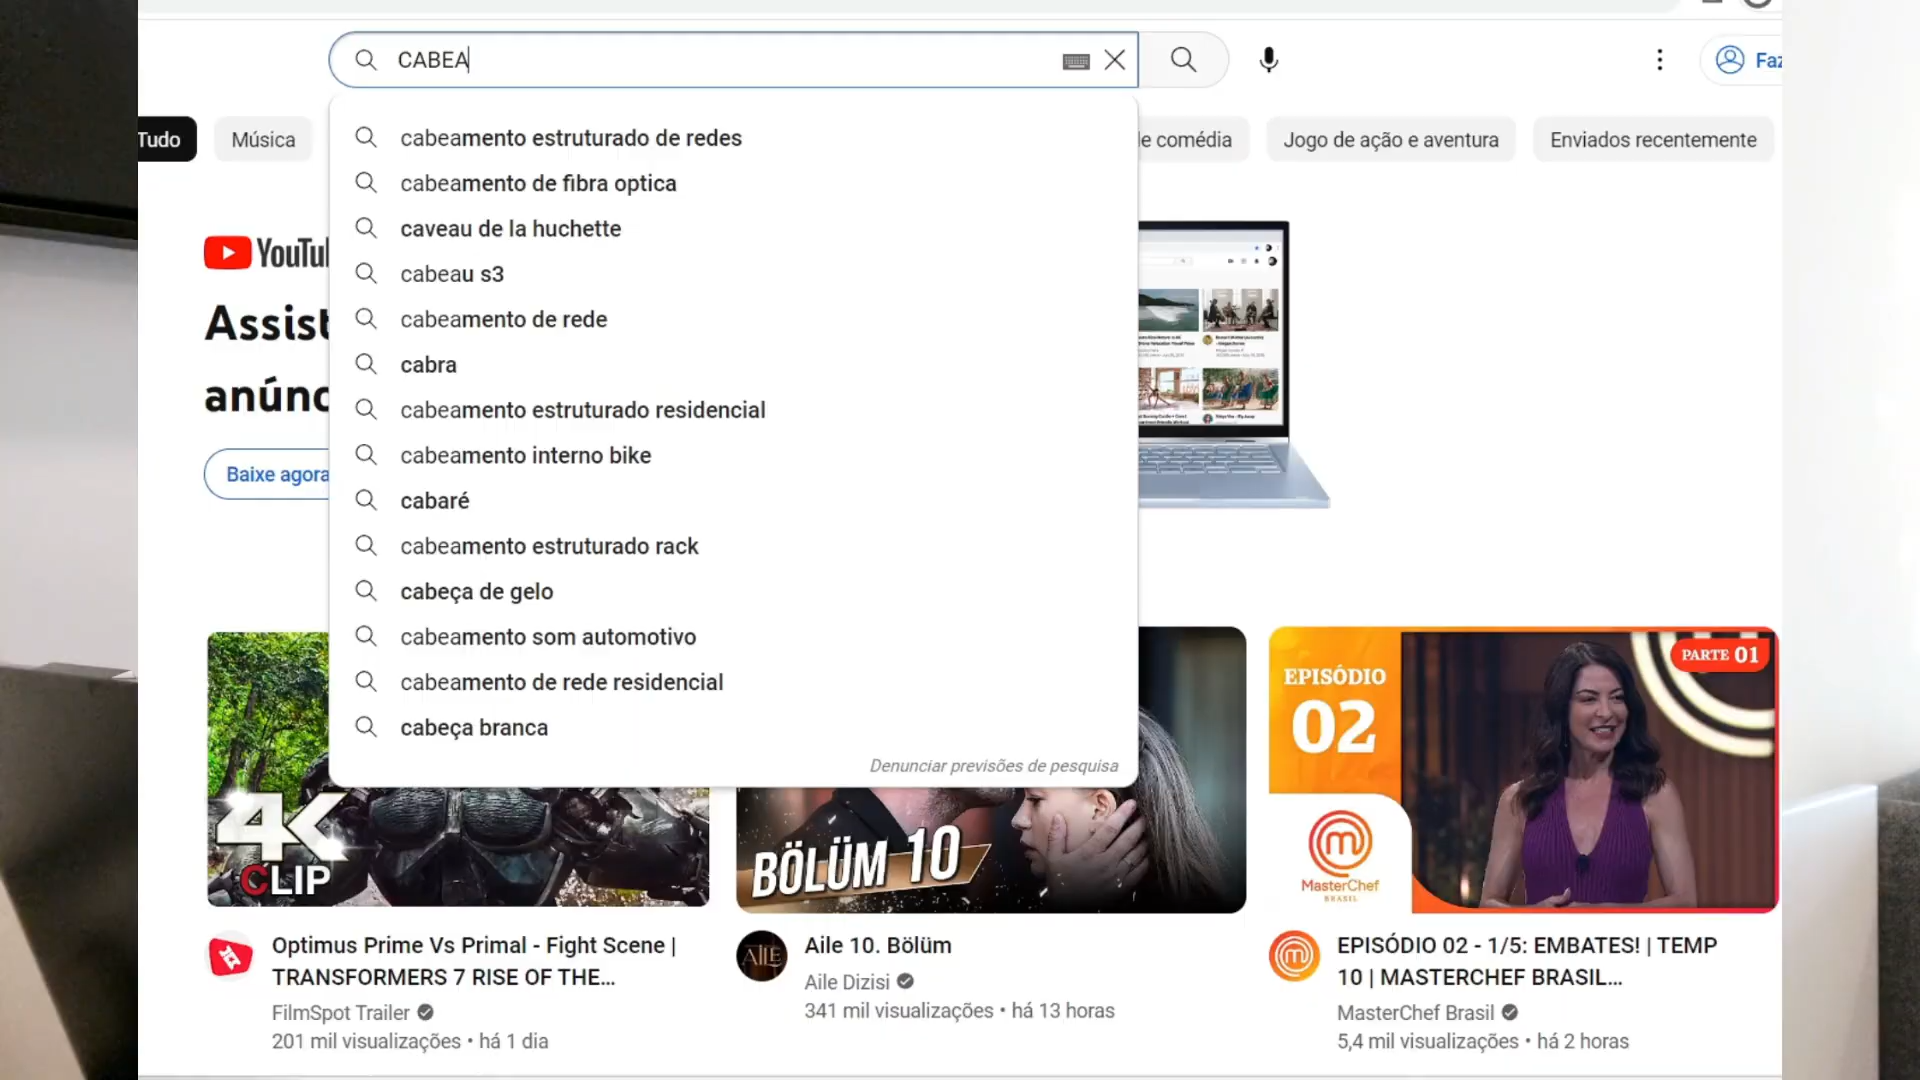 CABEA
Faz
Tudo
Música
de comédia
Jogo de ação e aventura
Enviados recentemente
cabeamento estruturado de redes
cabeamento de fibra optica
caveau de la huchette
cabeau s3
cabeamento de rede
cabra
cabeamento estruturado residencial
cabeamento interno bike
cabaré
cabeamento estruturado rack
cabeça de gelo
cabeamento som automotivo
cabeamento de rede residencial
cabeça branca
Denunciar previsões de pesquisa
YouTu
Assist
anúnc
Baixe agora
4K
CLIP
BÖLÜM 10
EPISÓDIO
02
PARTE 01
MasterChef
BRASIL
Optimus Prime Vs Primal - Fight Scene |
TRANSFORMERS 7 RISE OF THE...
FilmSpot Trailer
201 mil visualizações • há 1 dia
AİLE
Aile 10. Bölüm
Aile Dizisi
341 mil visualizações • há 13 horas
EPISÓDIO 02 - 1/5: EMBATES! | TEMP
10 | MASTERCHEF BRASIL...
MasterChef Brasil
5,4 mil visualizações • há 2 horas